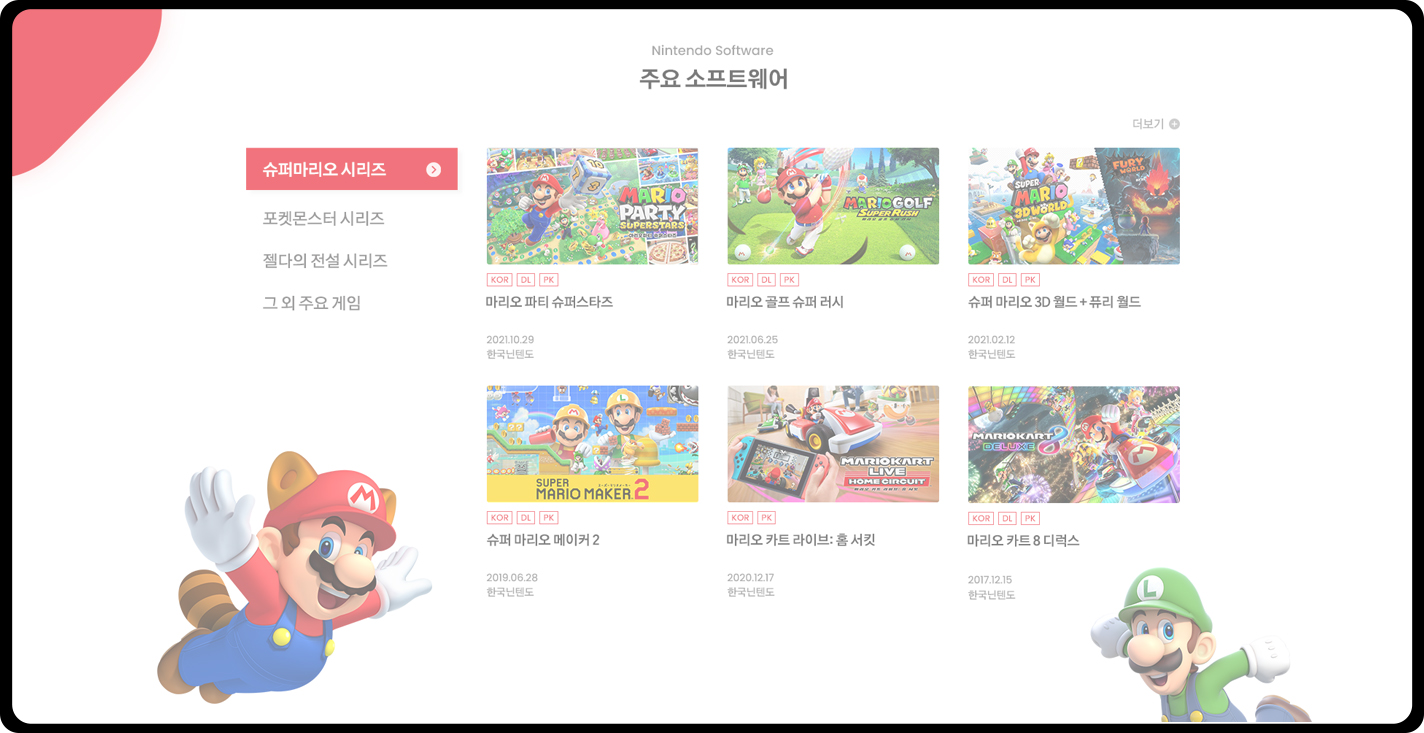 Nintendo Software
주요 소프트웨어
더보기
슈퍼마리오 시리즈
포켓몬스터 시리즈
젤다의 전설 시리즈
그 외 주요 게임
MARIO
PARTY
SUPERSTARS
KOR DL PK
마리오 파티 슈퍼스타즈
2021.10.29
한국닌텐도
MARIO GOLF
SUPER RUSH
KOR DL PK
마리오 골프 슈퍼 러시
2021.06.25
한국닌텐도
SUPER
MARIO
3D WORLD
FURY
WORLD
KOR DL PK
슈퍼 마리오 3D 월드 + 퓨리 월드
2021.02.12
한국닌텐도
SUPER
MARIO MAKER 2
KOR DL PK
슈퍼 마리오 메이커 2
2019.06.28
한국닌텐도
MARIOKART
LIVE
HOME CIRCUIT
KOR PK
마리오 카트 라이브: 홈 서킷
2020.12.17
한국닌텐도
MARIOKART 8
DELUXE
KOR DL PK
마리오 카트 8 디럭스
2017.12.15
한국닌텐도
M
L